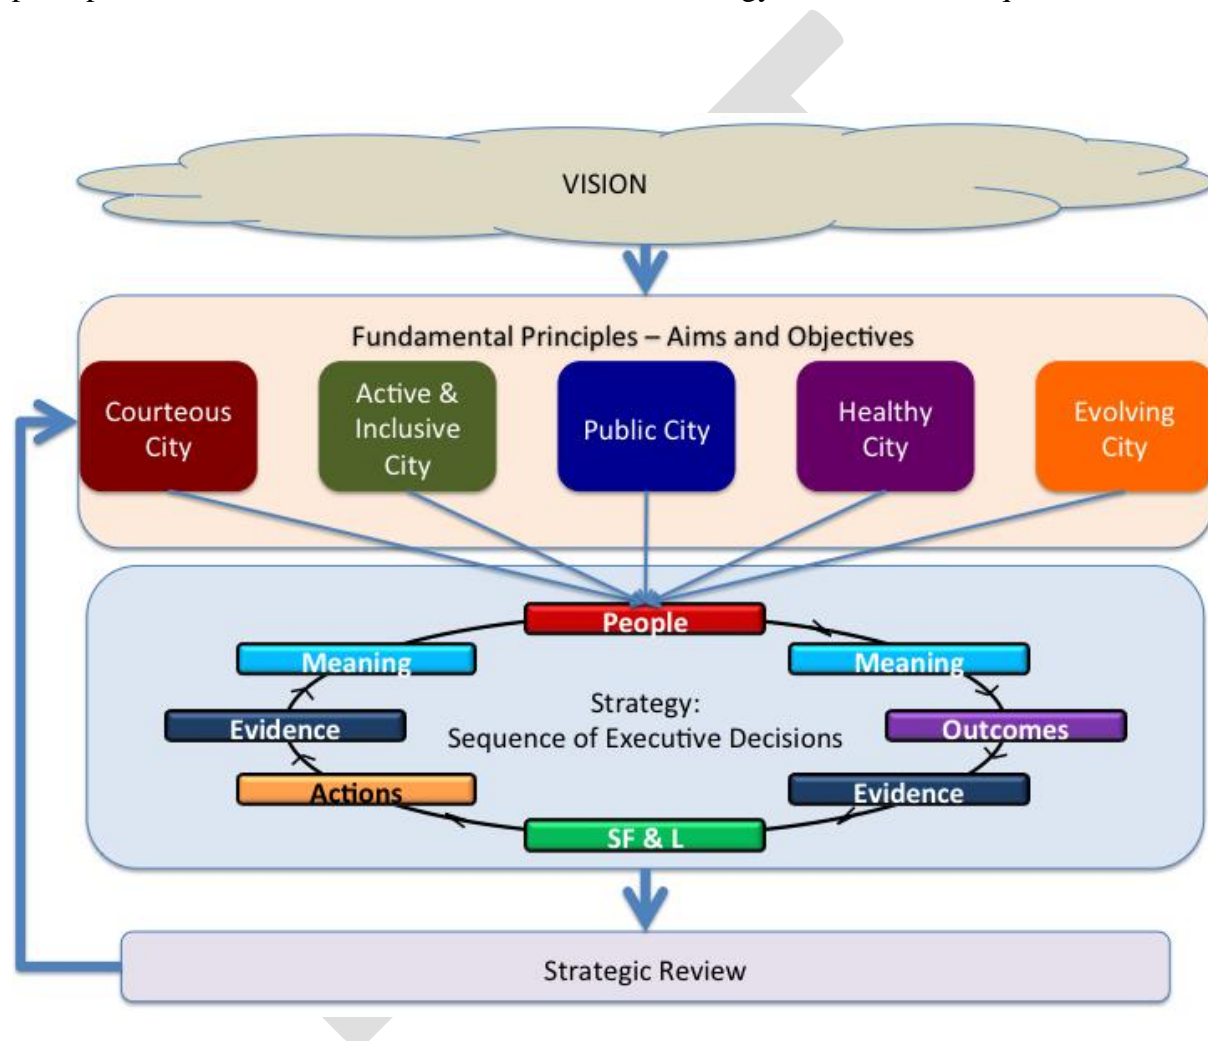 VISION
Fundamental Principles – Aims and Objectives
Courteous
City
Active &
Inclusive
City
Public City
Healthy
City
Evolving
City
People
Meaning
Meaning
Strategy:
Sequence of Executive Decisions
Evidence
Outcomes
Actions
Evidence
SF & L
Strategic Review